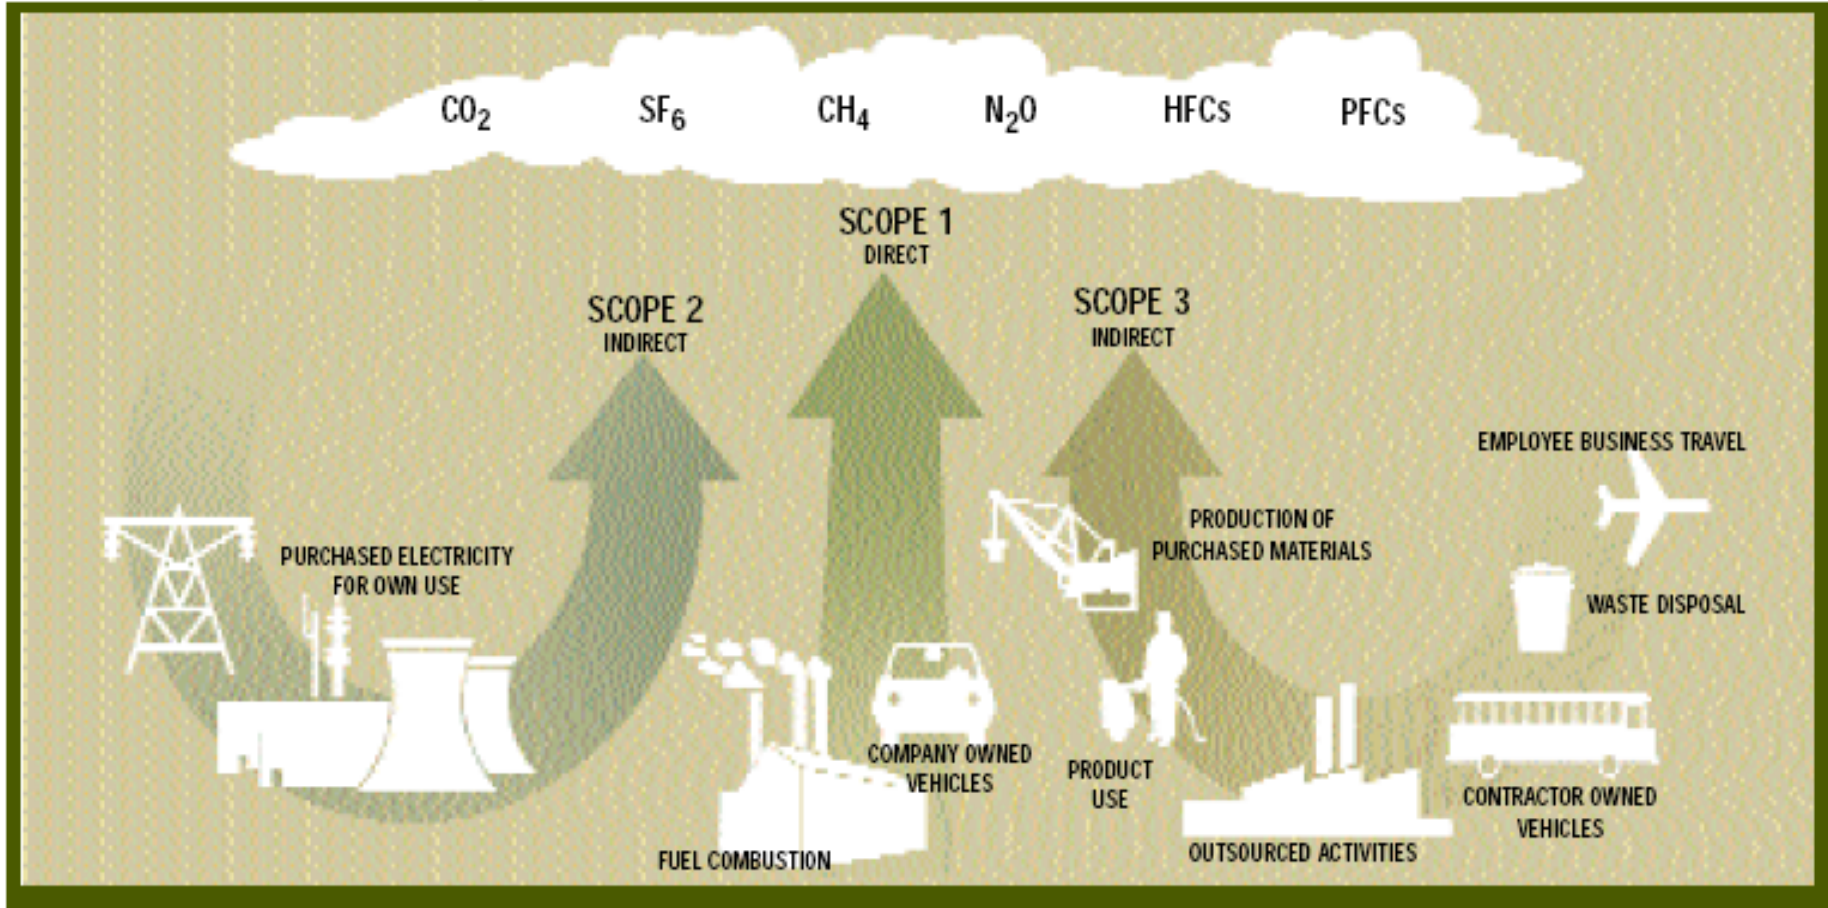 CO₂ SF₆ CH₄ N₂O HFCs PFCs
SCOPE 1
DIRECT
SCOPE 2
INDIRECT
SCOPE 3
INDIRECT
EMPLOYEE BUSINESS TRAVEL
PRODUCTION OF
PURCHASED MATERIALS
PURCHASED ELECTRICITY
FOR OWN USE
WASTE DISPOSAL
COMPANY OWNED
VEHICLES
PRODUCT
USE
CONTRACTOR OWNED
VEHICLES
FUEL COMBUSTION
OUTSOURCED ACTIVITIES